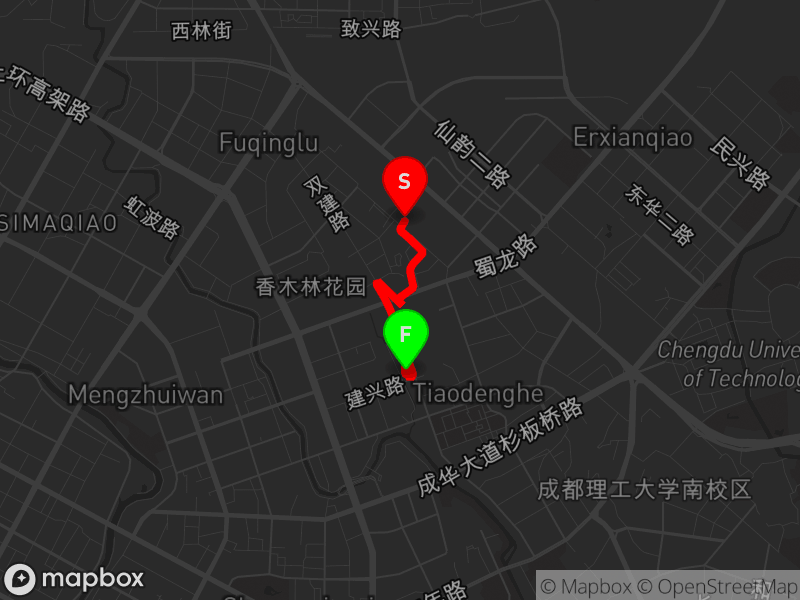 西林街
致兴路
二环高架路
Fuqinglu
仙韵二路
Erxianqiao
民兴路
双建路
S
东华二路
SIMAQIAO
虹波路
蜀龙路
香木林花园
F
Chengdu Univer
of Technolog
Mengzhuiwan
建兴路
Tiaodenghe
成华大道杉板桥路
成都理工大学南校区
mapbox
© Mapbox © OpenStreetMap